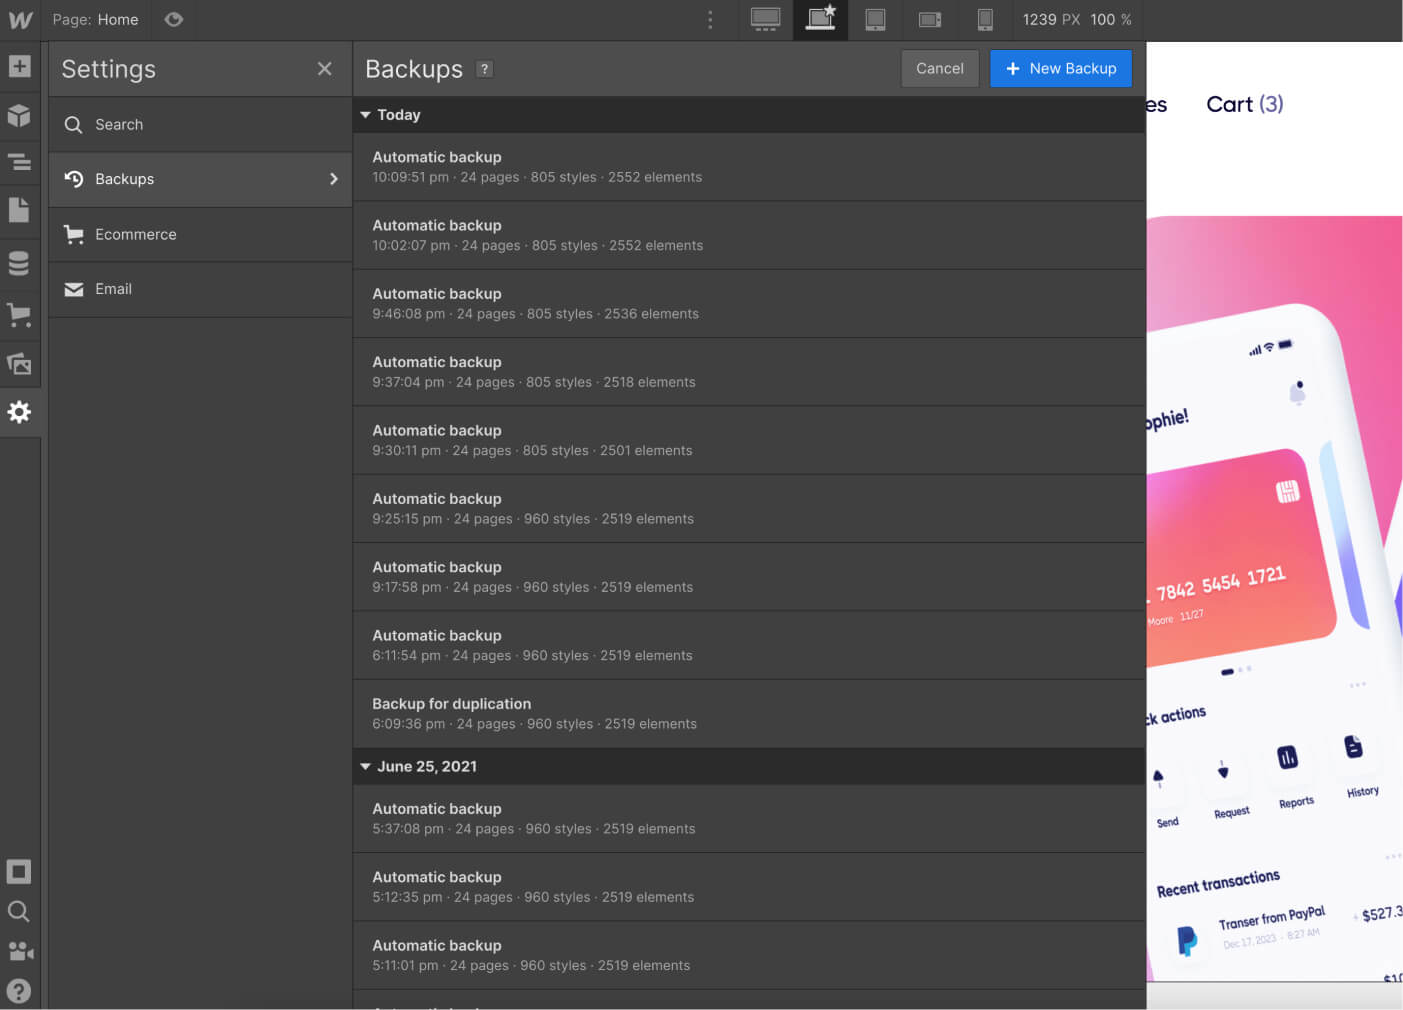 Page: Home
1239 PX 100 %
Settings
Search
Backups
Ecommerce
Email
Backups ?
Cancel
+ New Backup
Today
Automatic backup
10:09:51 pm · 24 pages · 805 styles · 2552 elements
Automatic backup
10:02:07 pm · 24 pages · 805 styles · 2552 elements
Automatic backup
9:46:08 pm · 24 pages · 805 styles · 2536 elements
Automatic backup
9:37:04 pm · 24 pages · 805 styles · 2518 elements
Automatic backup
9:30:11 pm · 24 pages · 805 styles · 2501 elements
Automatic backup
9:25:15 pm · 24 pages · 960 styles · 2519 elements
Automatic backup
9:17:58 pm · 24 pages · 960 styles · 2519 elements
Automatic backup
6:11:54 pm · 24 pages · 960 styles · 2519 elements
Backup for duplication
6:09:36 pm · 24 pages · 960 styles · 2519 elements
June 25, 2021
Automatic backup
5:37:08 pm · 24 pages · 960 styles · 2519 elements
Automatic backup
5:12:35 pm · 24 pages · 960 styles · 2519 elements
Automatic backup
5:11:01 pm · 24 pages · 960 styles · 2519 elements
es
Cart (3)
ophie!
7842 5454 1721
Moore 11/27
ck actions
Send
Request
Reports
History
Recent transactions
Transer from PayPal
Dec 17, 2023 - 8:27 AM
+ $527.3